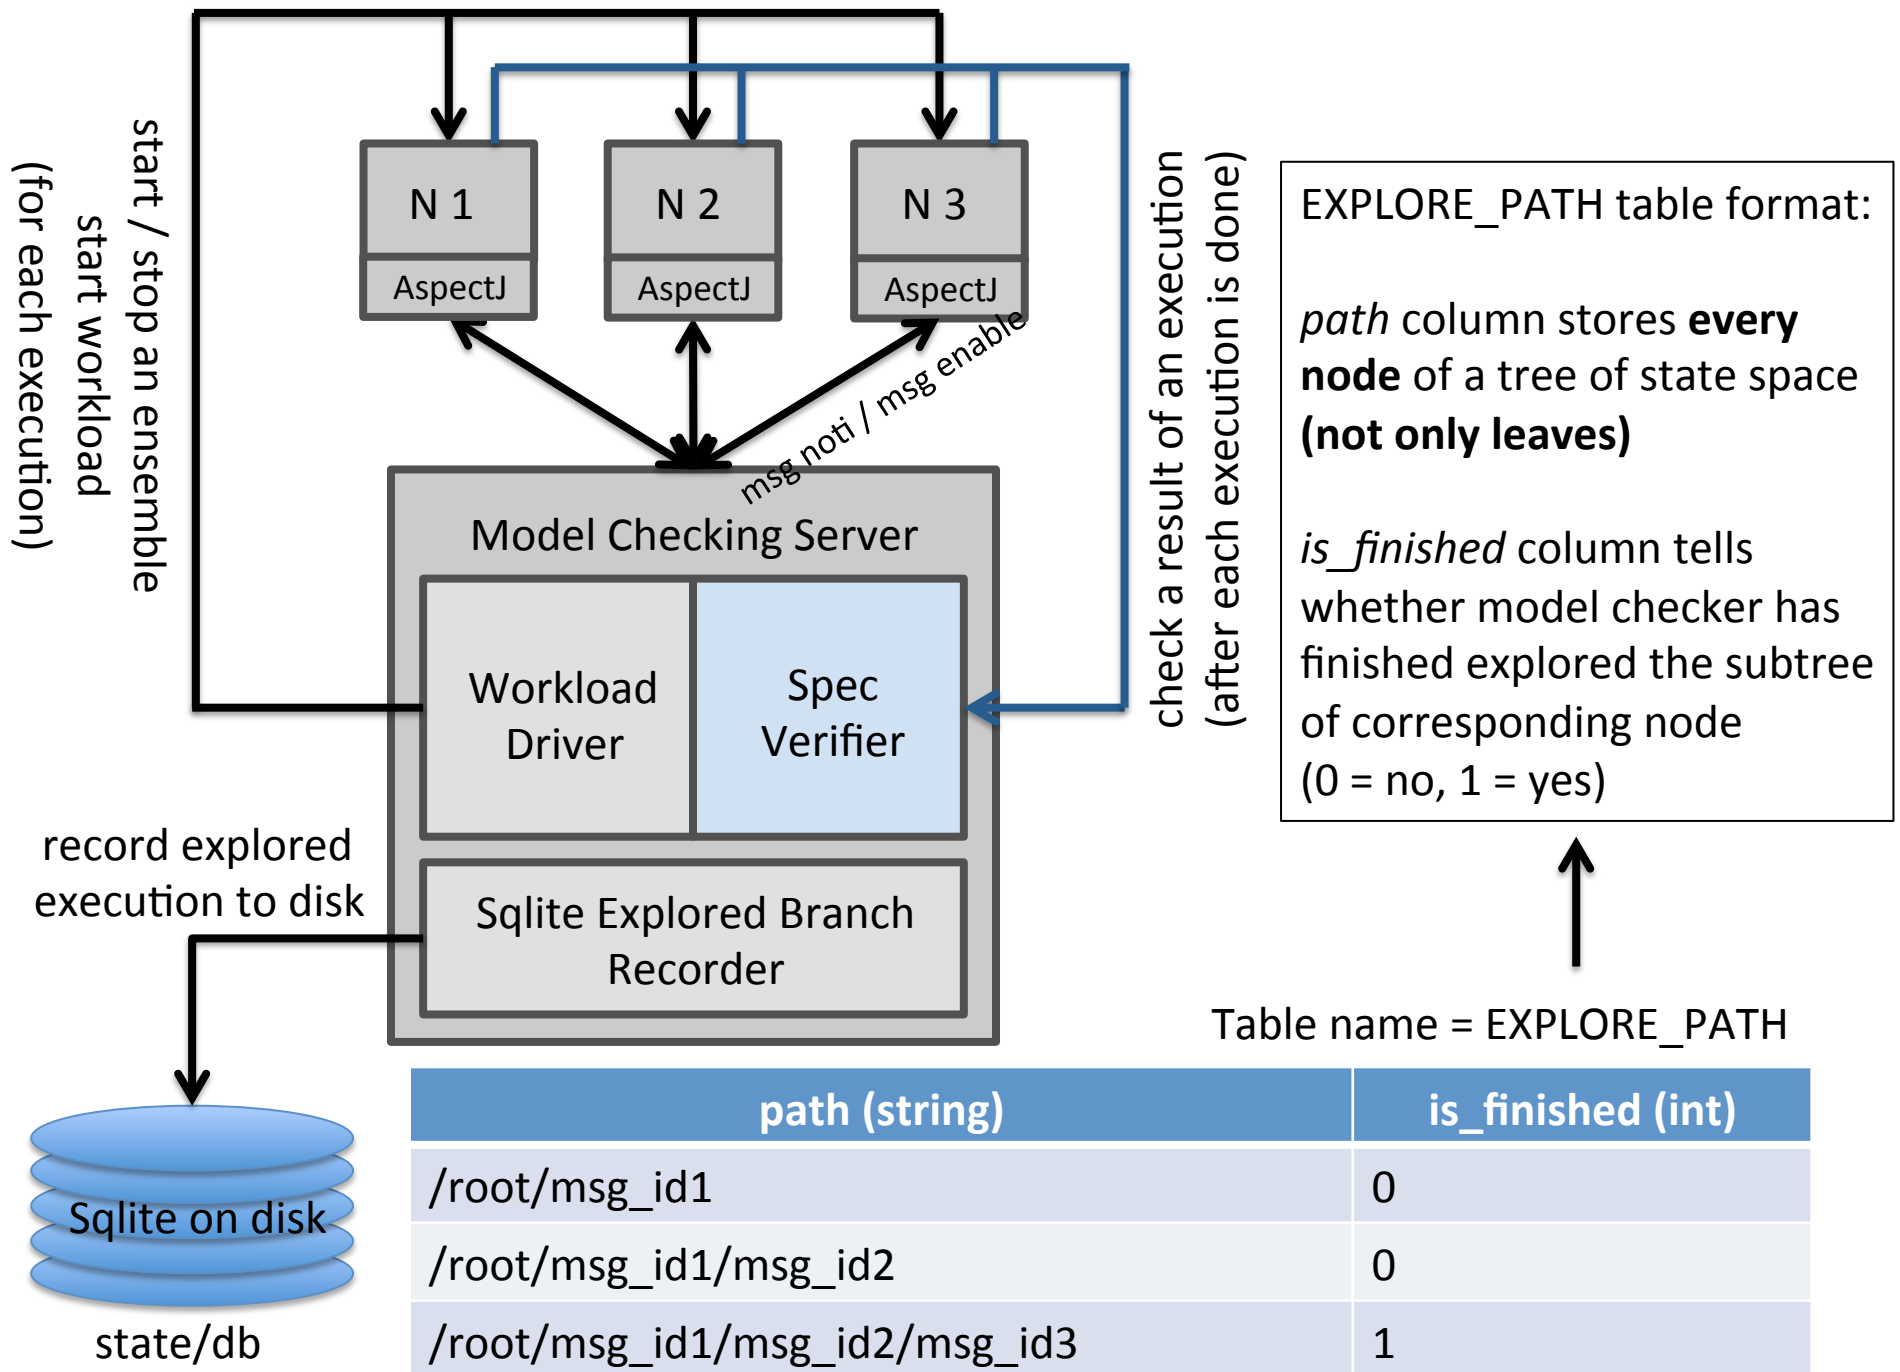 start / stop an ensemble
start workload
(for each execution)
N 1
AspectJ
N 2
AspectJ
N 3
AspectJ
msg noti / msg enable
check a result of an execution
(after each execution is done)
Model Checking Server
Workload
Driver
Spec
Verifier
Sqlite Explored Branch
Recorder
record explored
execution to disk
Sqlite on disk
state/db
EXPLORE_PATH table format:
path column stores every
node of a tree of state space
(not only leaves)
is_finished column tells
whether model checker has
finished explored the subtree
of corresponding node
(0 = no, 1 = yes)
Table name = EXPLORE_PATH
path (string) is_finished (int)
/root/msg_id1 0
/root/msg_id1/msg_id2 0
/root/msg_id1/msg_id2/msg_id3 1